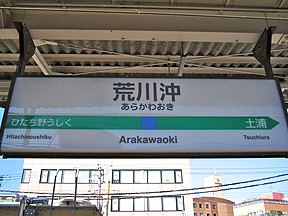 荒川沖
あらかわおき
ひたち野うしく
土浦
Hitachinoushiku
Arakawaoki
Tsuchiura